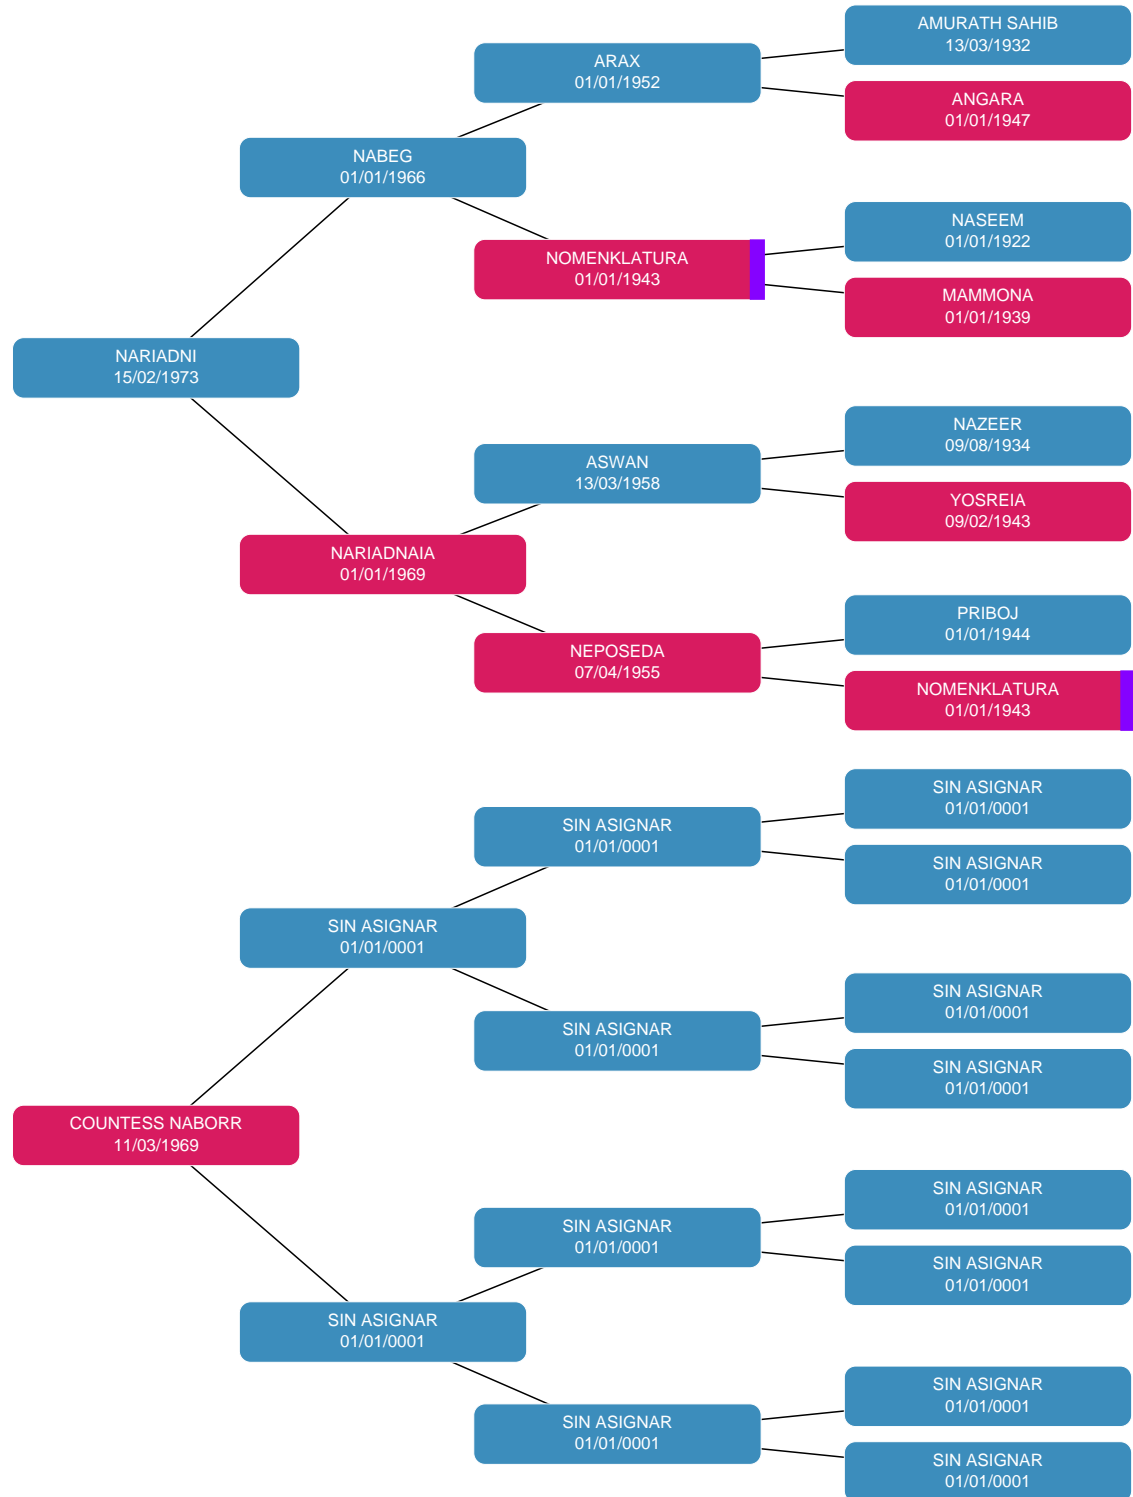 AMURATH SAHIB
13/03/1932
ARAX
01/01/1952
ANGARA
01/01/1947
NABEG
01/01/1966
NASEEM
01/01/1922
NOMENKLATURA
01/01/1943
MAMMONA
01/01/1939
NARIADNI
15/02/1973
NAZEER
09/08/1934
ASWAN
13/03/1958
YOSREIA
09/02/1943
NARIADNAIA
01/01/1969
PRIBOJ
01/01/1944
NEPOSEDA
07/04/1955
NOMENKLATURA
01/01/1943
SIN ASIGNAR
01/01/0001
SIN ASIGNAR
01/01/0001
SIN ASIGNAR
01/01/0001
SIN ASIGNAR
01/01/0001
SIN ASIGNAR
01/01/0001
SIN ASIGNAR
01/01/0001
SIN ASIGNAR
01/01/0001
COUNTESS NABORR
11/03/1969
SIN ASIGNAR
01/01/0001
SIN ASIGNAR
01/01/0001
SIN ASIGNAR
01/01/0001
SIN ASIGNAR
01/01/0001
SIN ASIGNAR
01/01/0001
SIN ASIGNAR
01/01/0001
SIN ASIGNAR
01/01/0001